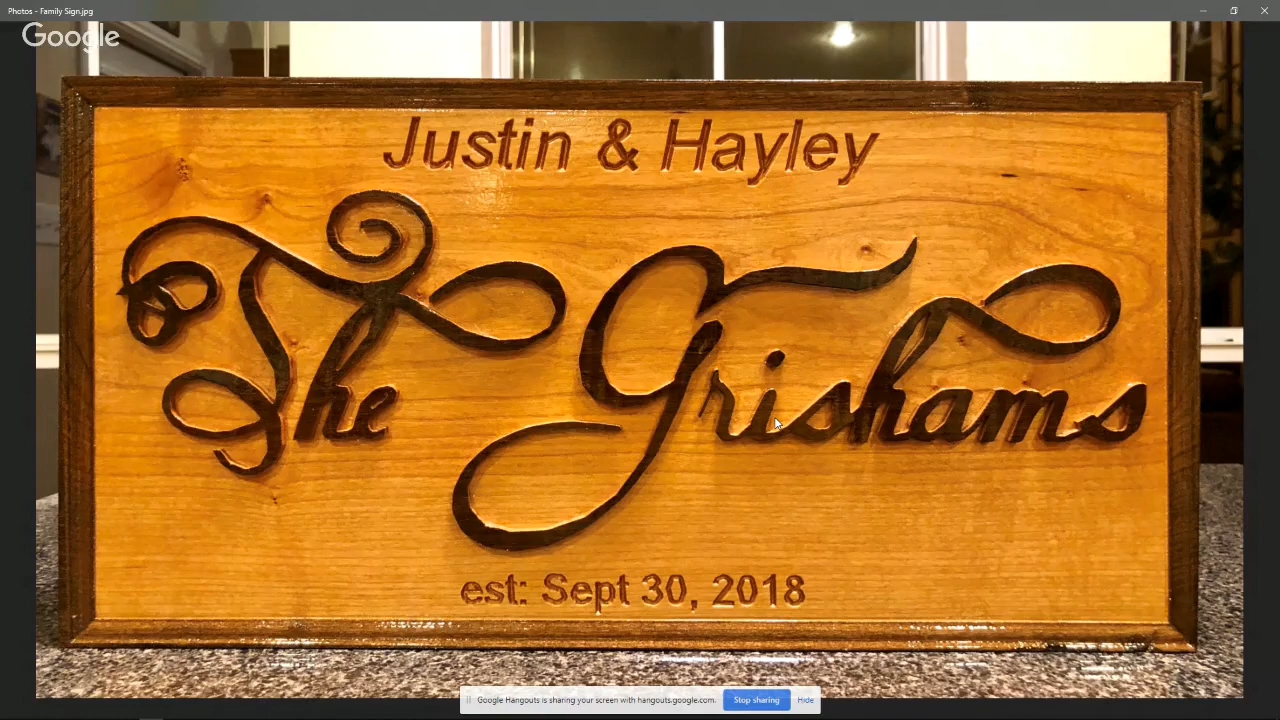 Photos - Family Sign.jpg
Google
Justin & Hayley
The Grishams
est: Sept 30, 2018
Google Hangouts is sharing your screen with hangouts.google.com. Stop sharing Hide